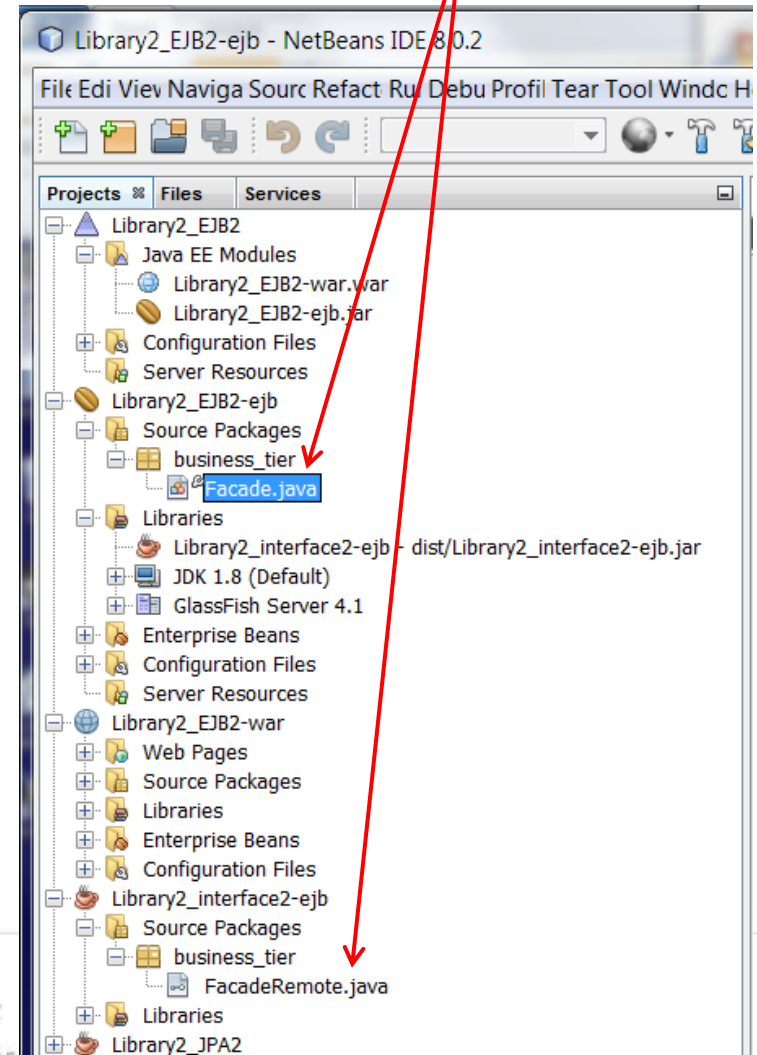 Library2_EJB2-ejb - NetBeans IDE 8.0.2
File Edi Viev Naviga Sourc Refact Ru Debu Profil Tear Tool Windc H
Projects Files Services
Library2_EJB2
Java EE Modules
Library2_EJB2-war.war
Library2_EJB2-ejb.jar
Configuration Files
Server Resources
Library2_EJB2-ejb
Source Packages
business_tier
Facade.java
Libraries
Library2_interface2-ejb - dist/Library2_interface2-ejb.jar
JDK 1.8 (Default)
GlassFish Server 4.1
Enterprise Beans
Configuration Files
Server Resources
Library2_EJB2-war
Web Pages
Source Packages
Libraries
Enterprise Beans
Configuration Files
Library2_interface2-ejb
Source Packages
business_tier
FacadeRemote.java
Libraries
Library2_JPA2